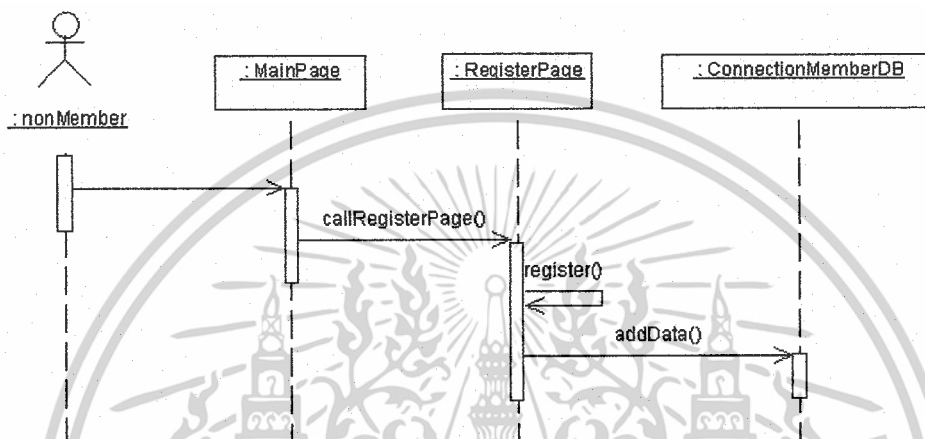 : nonMember
: MainPage
: RegisterPage
: ConnectionMemberDB
callRegisterPage()
register()
addData()